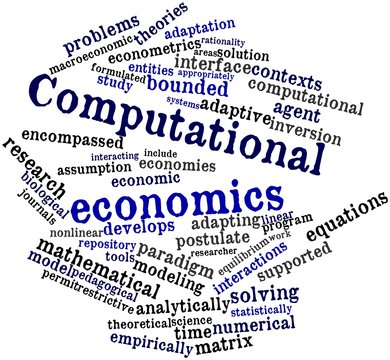 problems
theories
adaptation
macroeconomic
econometrics
rationality
areas
solution
formulated
entities
appropriately
interface
contexts
study
bounded
computational
systems
adaptive
agent
Computational
inversion
encompassed
interacting
include
research
assumption
economies
biological
economic
journals
economics
nonlinear
develops
adapting
linear
program
equations
repository
postulate
researcher
equilibrium
work
mathematical
tools
paradigm
interactions
supported
model
pedagogical
modeling
permit
restrictive
analytically
solving
statistically
theoretical
science
time
numerical
empirically
matrix